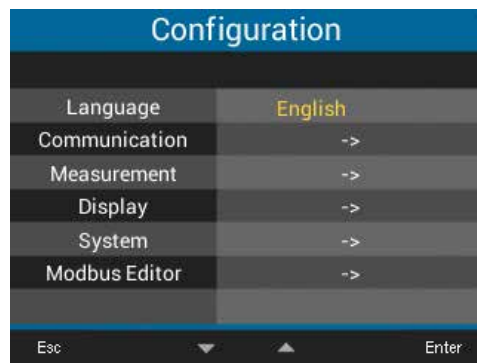 Configuration
Language English
Communication ->
Measurement ->
Display ->
System ->
Modbus Editor ->
Esc Enter